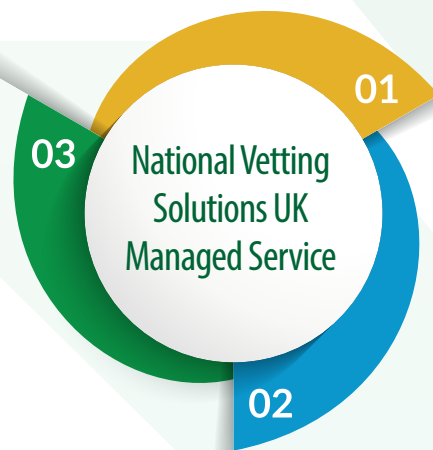 01
03
National Vetting
Solutions UK
Managed Service
02